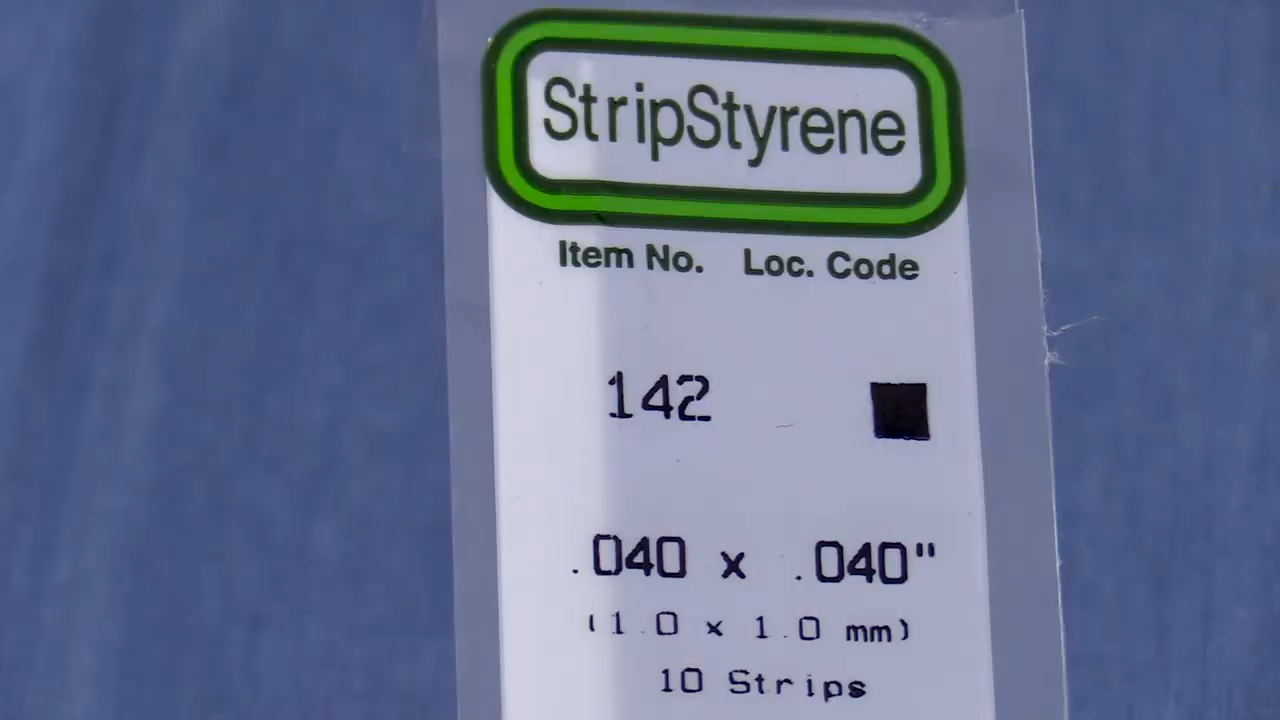 StripStyrene
Item No. Loc. Code
142
.040 x .040"
(1.0 x 1.0 mm)
10 Strips